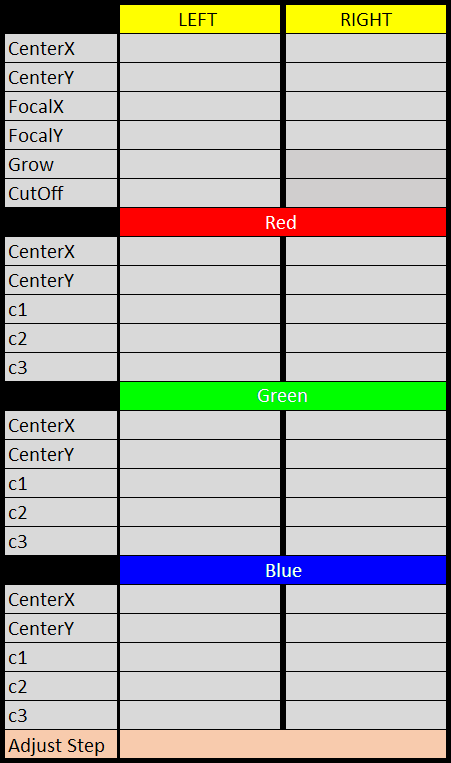 LEFT RIGHT
CenterX
CenterY
FocalX
FocalY
Grow
CutOff
Red
CenterX
CenterY
c1
c2
c3
Green
CenterX
CenterY
c1
c2
c3
Blue
CenterX
CenterY
c1
c2
c3
Adjust Step